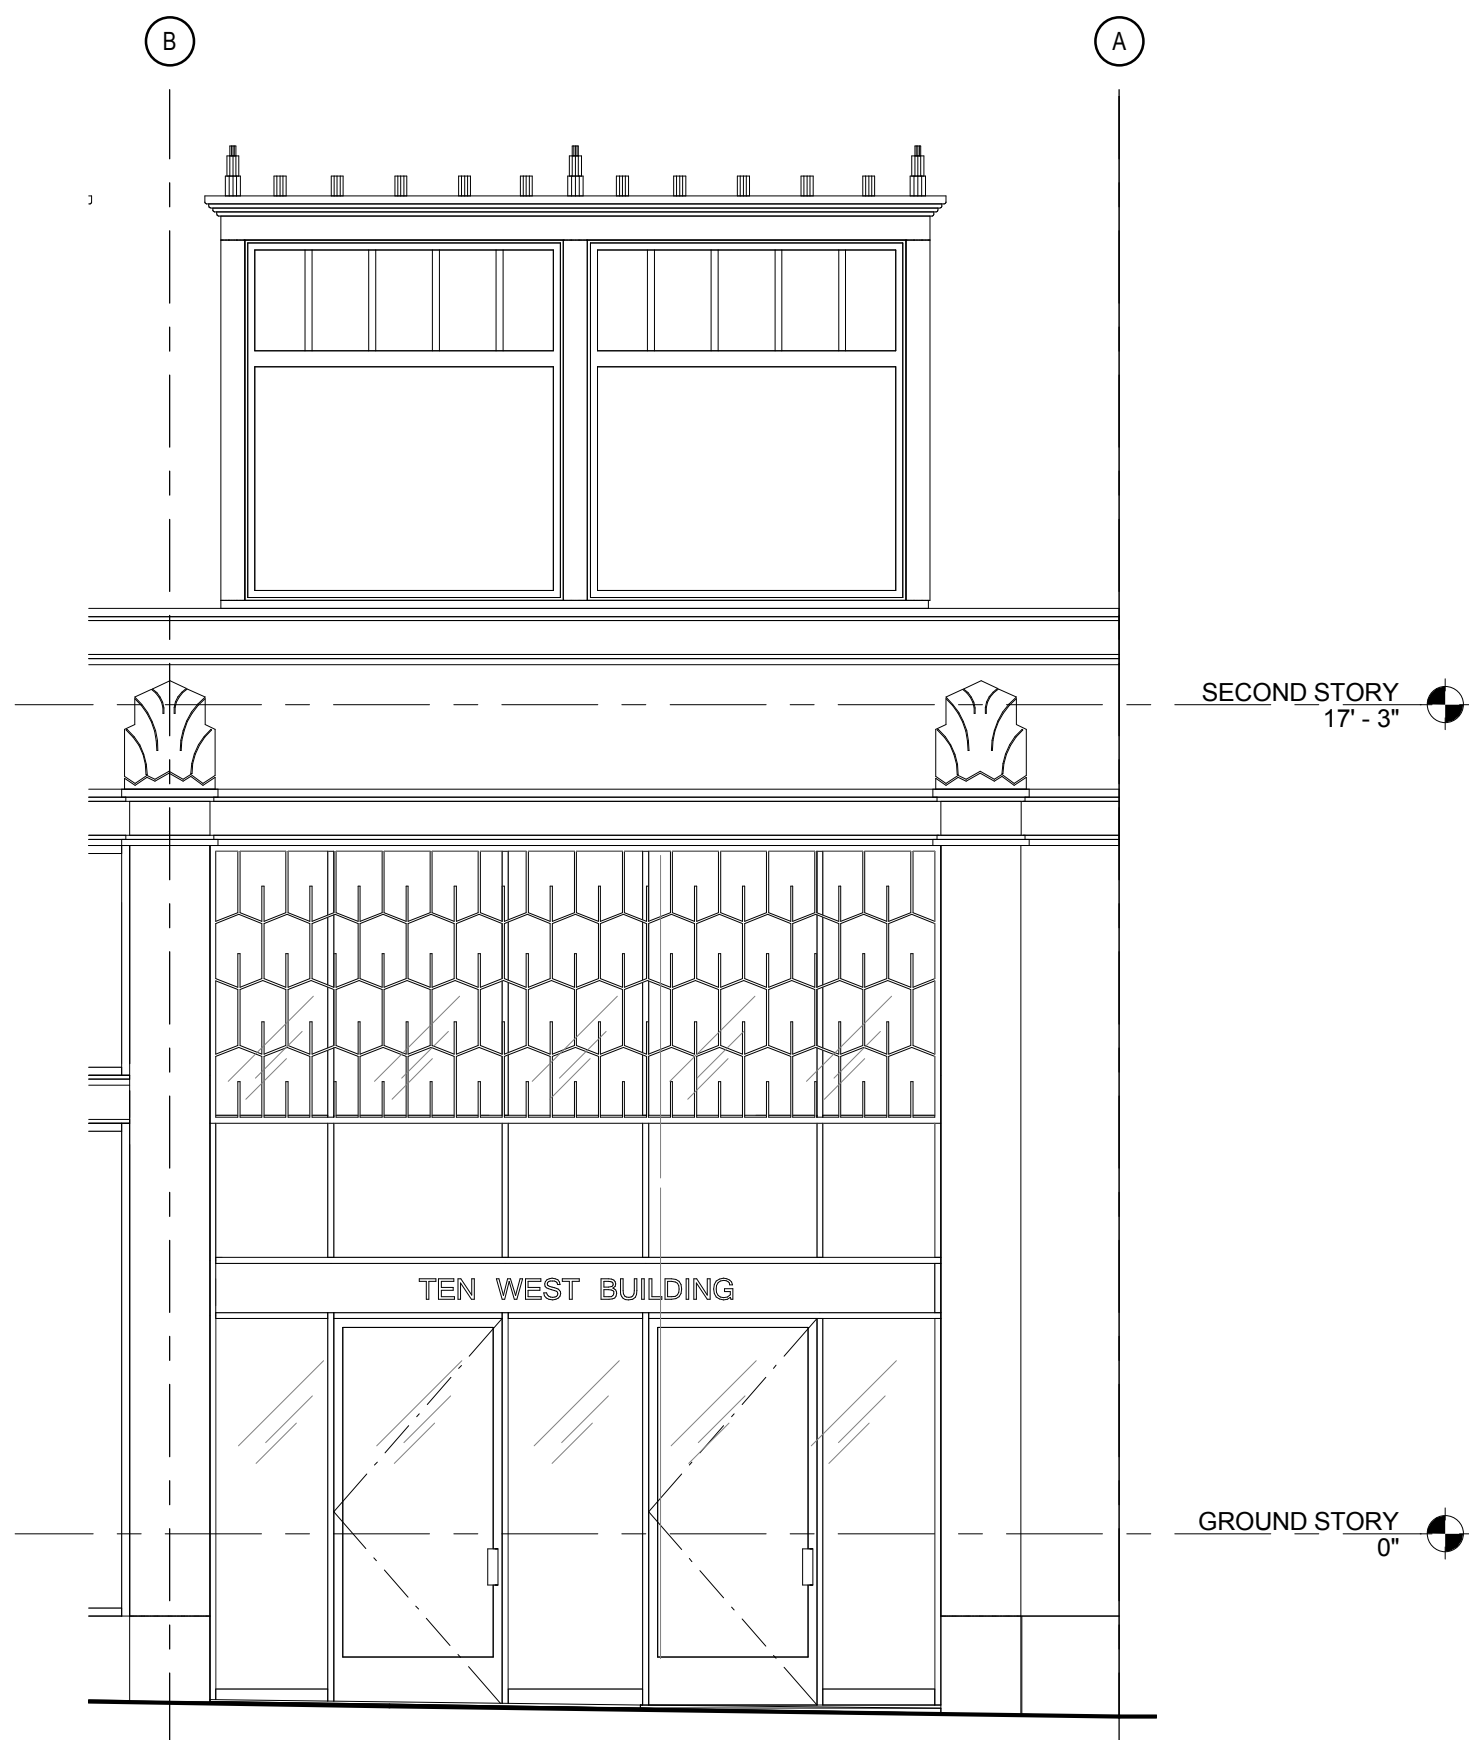 B
A
SECOND STORY
17' - 3"
TEN WEST BUILDING
GROUND STORY
0"